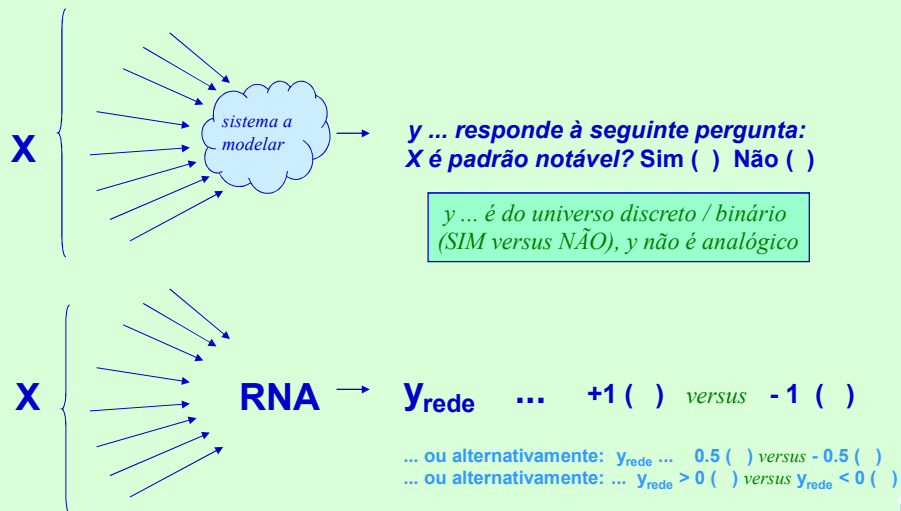 X
sistema a
modelar
y ... responde à seguinte pergunta:
X é padrão notável? Sim ( ) Não ( )
y ... é do universo discreto / binário
(SIM versus NÃO), y não é analógico
X
RNA
yrede ... +1 ( ) versus - 1 ( )
... ou alternativamente: yrede ... 0.5 ( ) versus - 0.5 ( )
... ou alternativamente: ... yrede > 0 ( ) versus yrede < 0 ( )